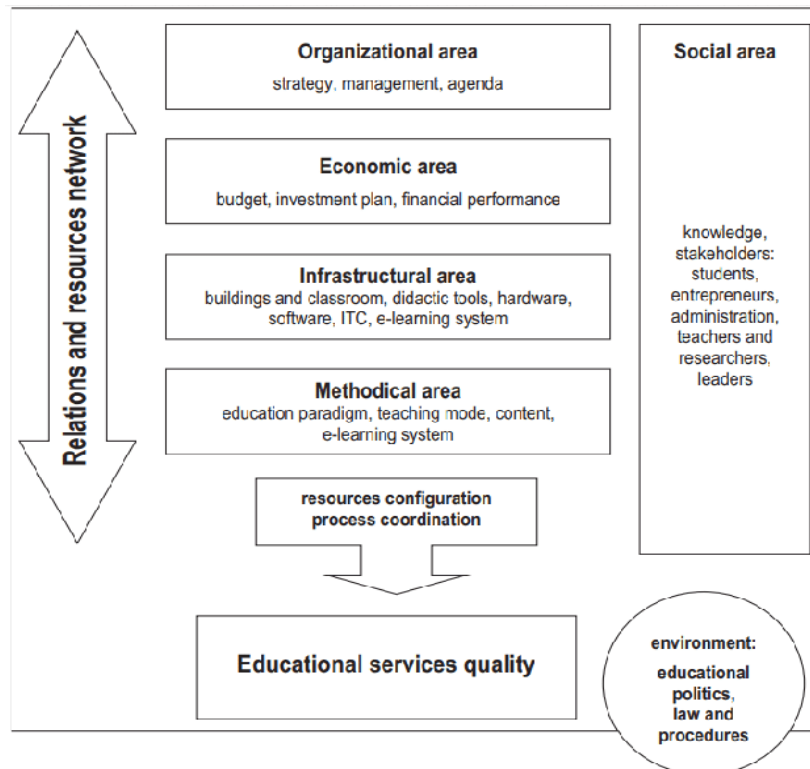 Relations and resources network
Organizational area
strategy, management, agenda
Economic area
budget, investment plan, financial performance
Infrastructural area
buildings and classroom, didactic tools, hardware,
software, ITC, e-learning system
Methodical area
education paradigm, teaching mode, content,
e-learning system
Social area
knowledge,
stakeholders:
students,
entrepreneurs,
administration,
teachers and
researchers,
leaders
resources configuration
process coordination
Educational services quality
environment:
educational
politics,
law and
procedures